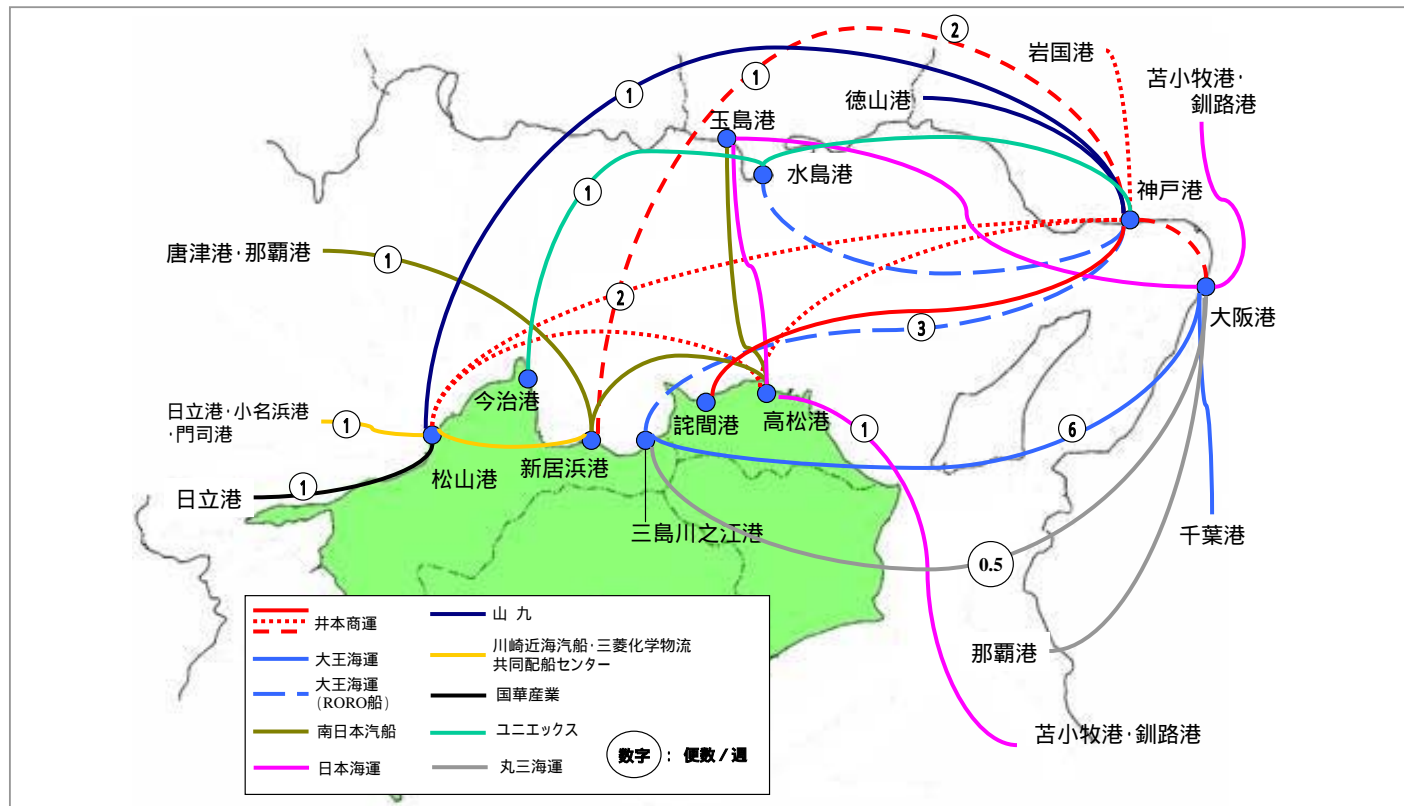 ②
岩国港
苫小牧港・
釧路港
①
①
徳山港
玉島港
水島港
①
神戸港
唐津港・那覇港
①
②
③
大阪港
今治港
詫間港
高松港
日立港・小名浜港
・門司港
①
①
⑥
新居浜港
松山港
日立港
①
三島川之江港
千葉港
0.5
那覇港
苫小牧港・釧路港
井本商運
大王海運
大王海運
(RORO船)
南日本汽船
日本海運
山 九
川崎近海汽船・三菱化学物流
共同配船センター
国華産業
ユニエックス
丸三海運
数字 : 便数/週